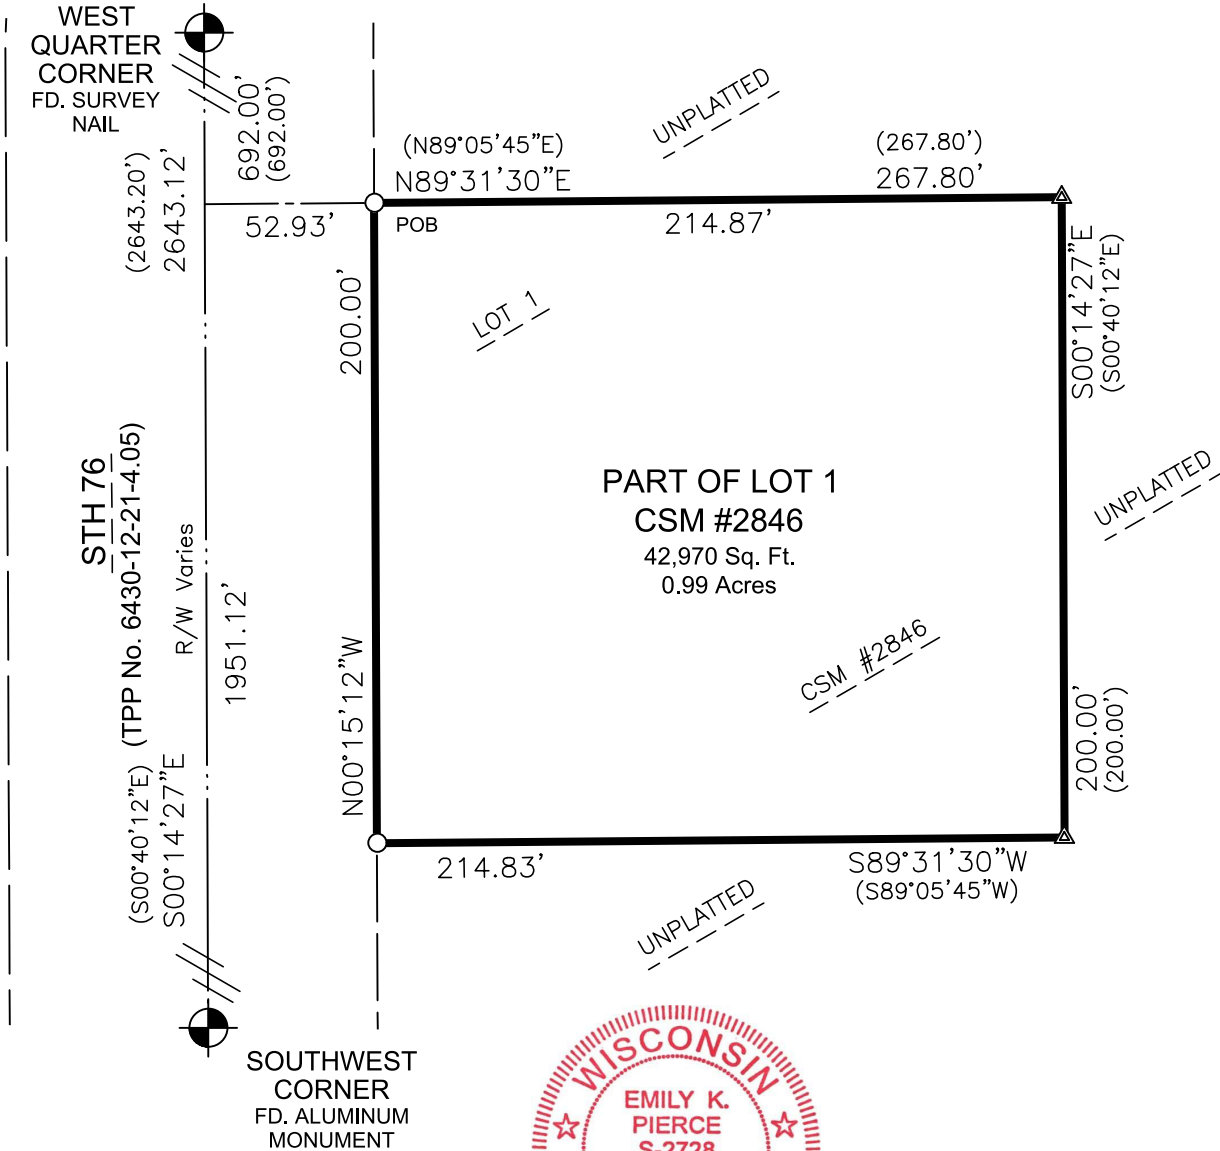 WEST
QUARTER
CORNER
FD. SURVEY
NAIL
692.00'
(692.00')
(2643.20')
2643.12'
(N89°05'45"E)
N89°31'30"E
UNPLATTED
(267.80')
267.80'
52.93'
POB
214.87'
S00°14'27"E
(S00°40'12"E)
200.00'
LOT 1
STH 76
(TPP No. 6430-12-21-4.05)
R/W Varies
1951.12'
PART OF LOT 1
CSM #2846
42,970 Sq. Ft.
0.99 Acres
UNPLATTED
CSM #2846
N00°15'12"W
(S00°40'12"E)
S00°14'27"E
200.00'
(200.00')
214.83'
S89°31'30"W
(S89°05'45"W)
UNPLATTED
SOUTHWEST
CORNER
FD. ALUMINUM
MONUMENT
WISCONSIN
EMILY K.
PIERCE
S-2728